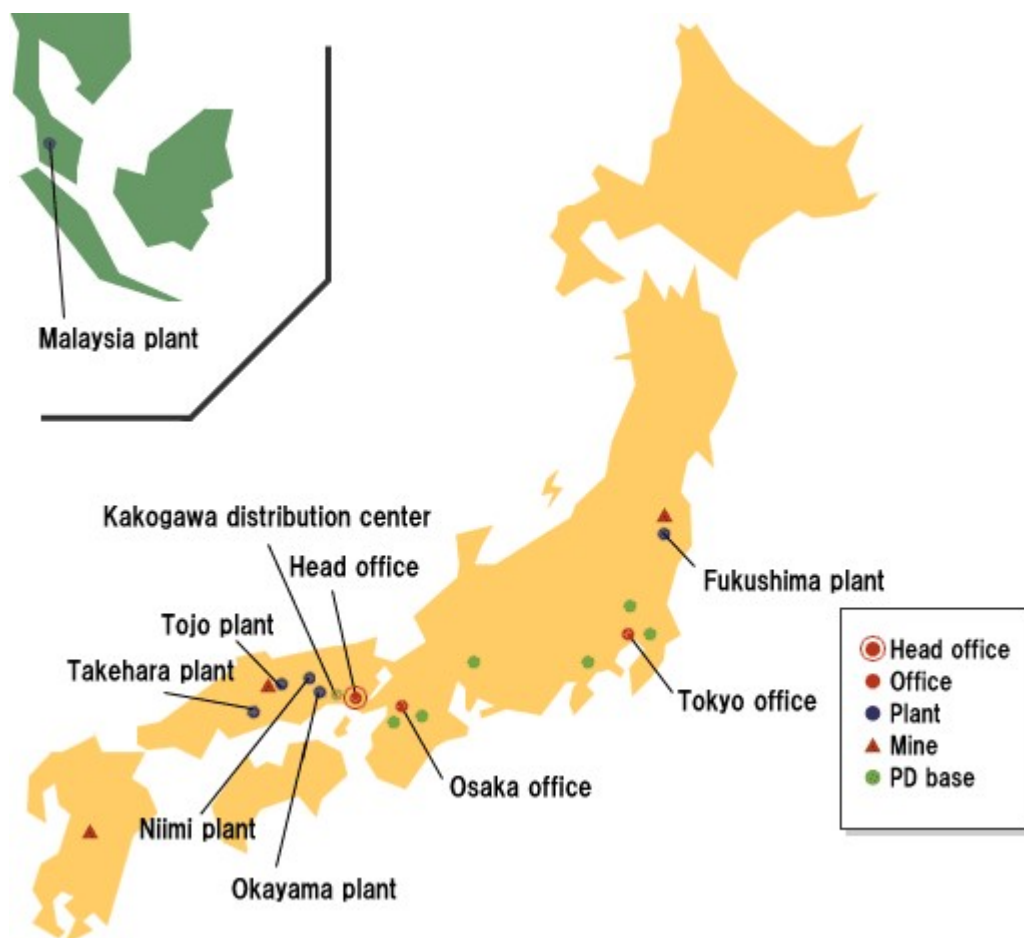 Malaysia plant
Kakogawa distribution center
Head office
Tojo plant
Takehara plant
Fukushima plant
Tokyo office
Osaka office
Niimi plant
Okayama plant
Head office
Office
Plant
Mine
PD base